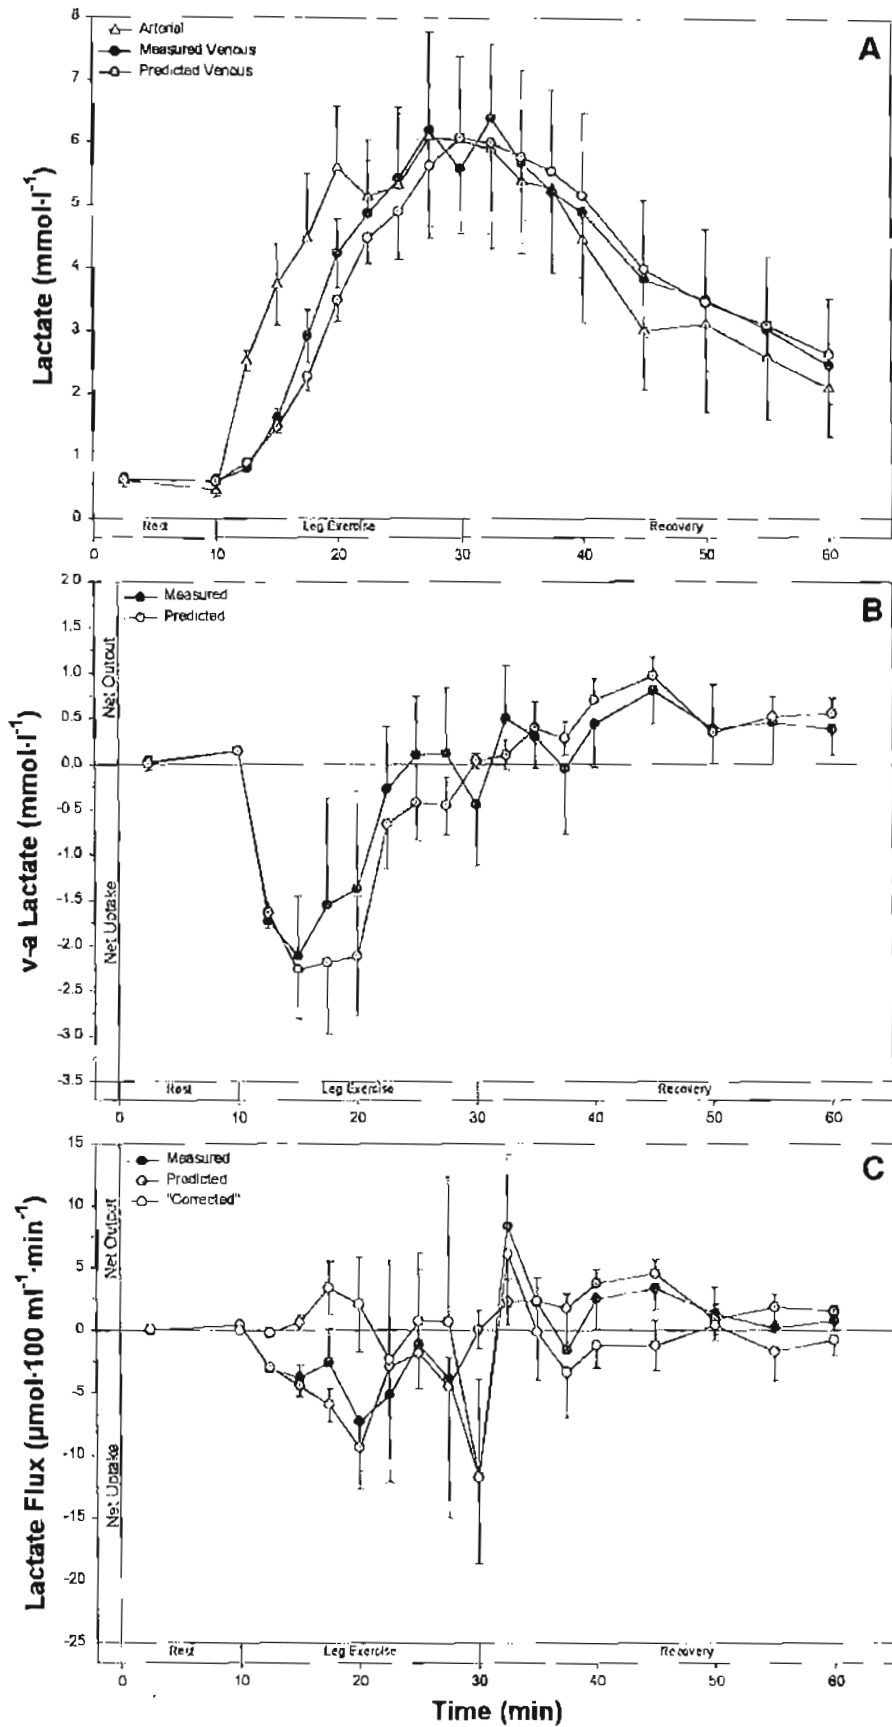 A
Arterial
Measured Venous
Predicted Venous
Lactate (mmol·l⁻¹)
8
7
6
5
4
3
2
1
0
Rest Leg Exercise Recovery
0 10 20 30 40 50 60
B
Measured
Predicted
v-a Lactate (mmol·l⁻¹)
Net Output
Net Uptake
2.0
1.5
1.0
0.5
0.0
-0.5
-1.0
-1.5
-2.0
-2.5
-3.0
-3.5
Rest Leg Exercise Recovery
0 10 20 30 40 50 60
C
Measured
Predicted
"Corrected"
Lactate Flux (µmol·100 ml⁻¹·min⁻¹)
Net Output
Net Uptake
15
10
5
0
-5
-10
-15
-20
-25
Rest Leg Exercise Recovery
0 10 20 30 40 50 60
Time (min)